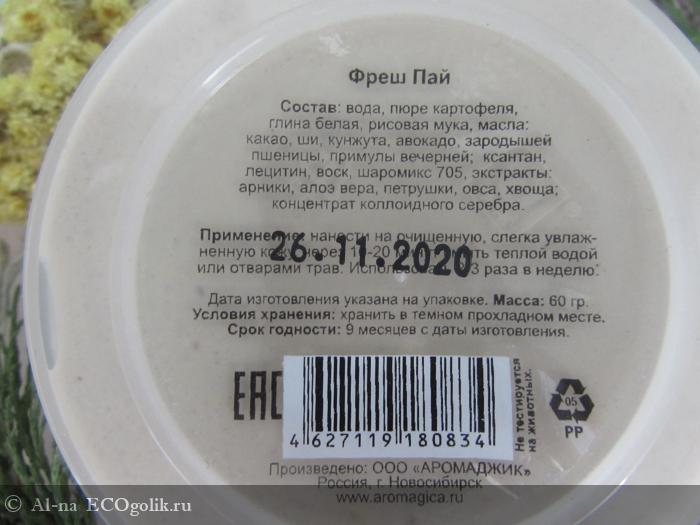 Фреш Пай
Состав: вода, пюре картофеля,
глина белая, рисовая мука, масла:
какао, ши, кунжута, авокадо, зародышей
пшеницы, примулы вечерней; ксантан,
лецитин, воск, шаромикс 705, экстракты:
арники, алоэ вера, петрушки, овса, хвоща;
концентрат коллоидного серебра.
Применение: нанести на очищенную, слегка увлаж-
26.11.2020
ненную кожу, теплой водой
или отварами трав. 3 раза в неделю.
Дата изготовления указана на упаковке. Масса: 60 гр.
Условия хранения: хранить в темном прохладном месте.
Срок годности: 9 месяцев с даты изготовления.
EAC
4 627119 180834
Не тестируется
на животных.
05
PP
Произведено: ООО «АРОМАДЖИК»
Россия, г. Новосибирск
www.aromagica.ru
© Al-na ECOgolik.ru